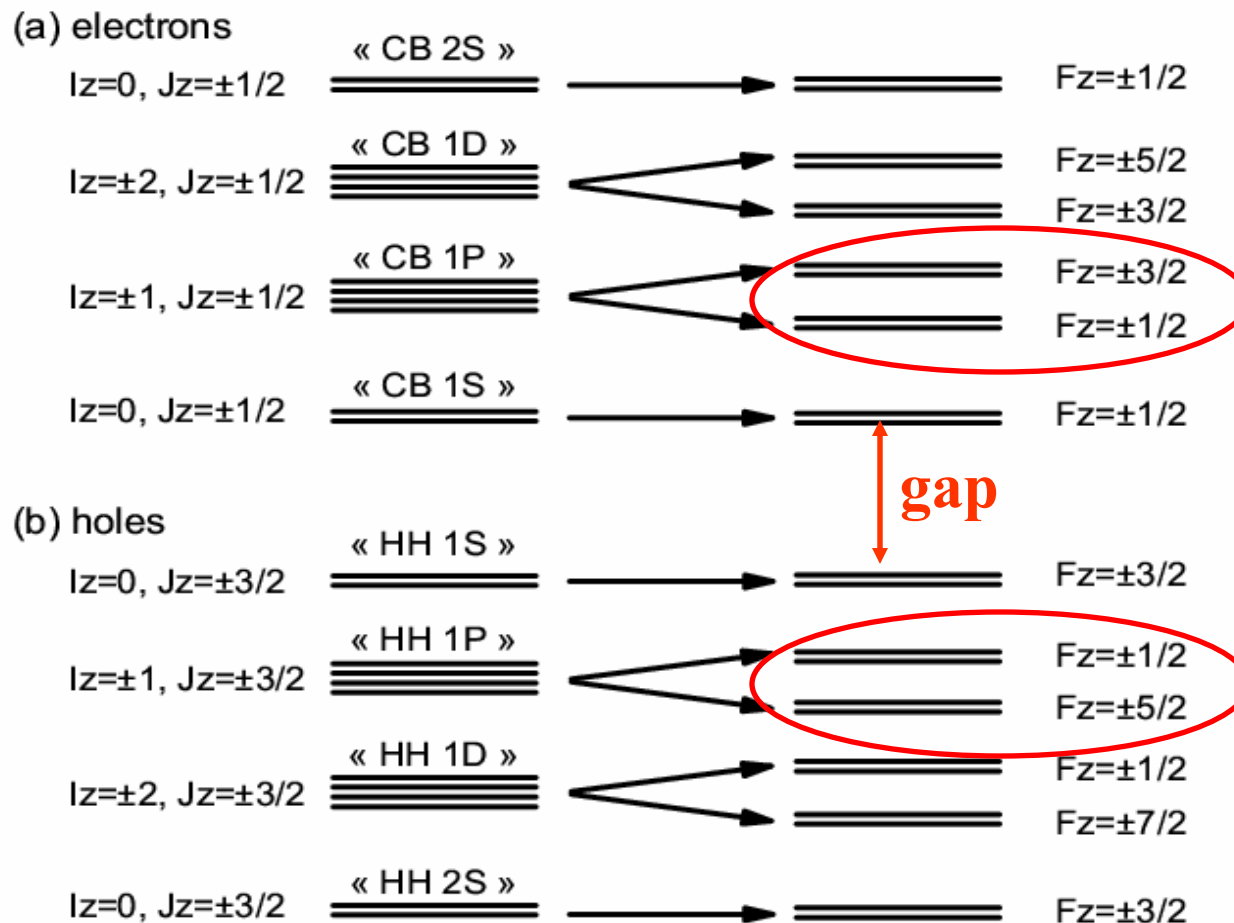 (a) electrons
« CB 2S »
Iz=0, Jz=±1/2
Fz=±1/2
« CB 1D »
Iz=±2, Jz=±1/2
Fz=±5/2
Fz=±3/2
« CB 1P »
Iz=±1, Jz=±1/2
Fz=±3/2
Fz=±1/2
« CB 1S »
Iz=0, Jz=±1/2
Fz=±1/2
gap
(b) holes
« HH 1S »
Iz=0, Jz=±3/2
Fz=±3/2
« HH 1P »
Iz=±1, Jz=±3/2
Fz=±1/2
Fz=±5/2
« HH 1D »
Iz=±2, Jz=±3/2
Fz=±1/2
Fz=±7/2
« HH 2S »
Iz=0, Jz=±3/2
Fz=±3/2